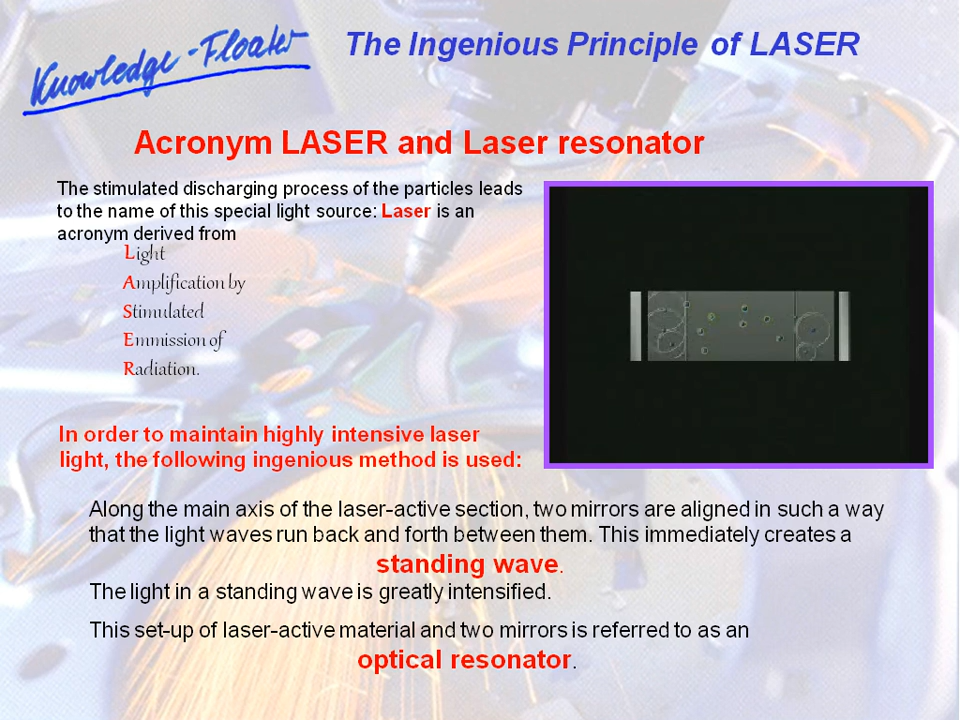 Knowledge-Floater
The Ingenious Principle of LASER
Acronym LASER and Laser resonator
The stimulated discharging process of the particles leads
to the name of this special light source: Laser is an
acronym derived from
Light
Amplification by
Stimulated
Emmission of
Radiation.
In order to maintain highly intensive laser
light, the following ingenious method is used:
Along the main axis of the laser-active section, two mirrors are aligned in such a way
that the light waves run back and forth between them. This immediately creates a
standing wave.
The light in a standing wave is greatly intensified.
This set-up of laser-active material and two mirrors is referred to as an
optical resonator.